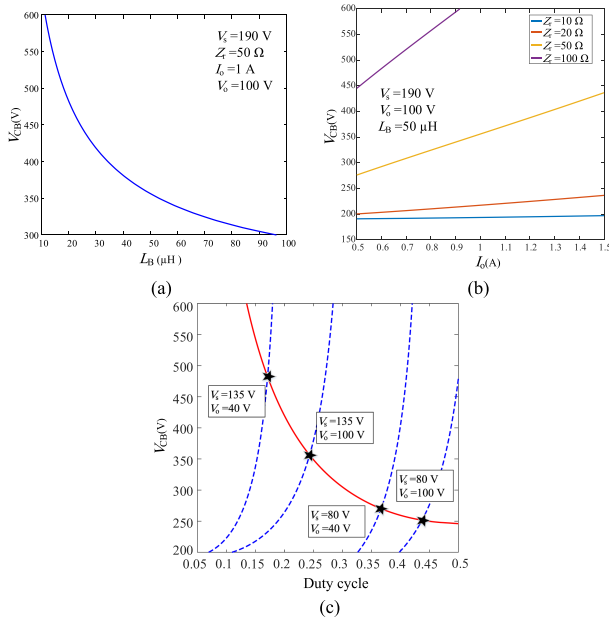 600
550
500
450
400
350
300
V_CB(V)
10 20 30 40 50 60 70 80 90 100
L_B (μH)
V_s=190 V
Z_r=50 Ω
I_o=1 A
V_o=100 V
(a)
600
550
500
450
400
350
300
250
200
150
V_CB(V)
0.5 0.6 0.7 0.8 0.9 1 1.1 1.2 1.3 1.4 1.5
I_o(A)
V_s=190 V
V_o=100 V
L_B=50 μH
Z_r=10 Ω
Z_r=20 Ω
Z_r=50 Ω
Z_r=100 Ω
(b)
600
550
500
450
400
350
300
250
200
V_CB(V)
V_s=135 V
V_o=40 V
V_s=135 V
V_o=100 V
V_s=80 V
V_o=40 V
V_s=80 V
V_o=100 V
0.05 0.1 0.15 0.2 0.25 0.3 0.35 0.4 0.45 0.5
Duty cycle
(c)